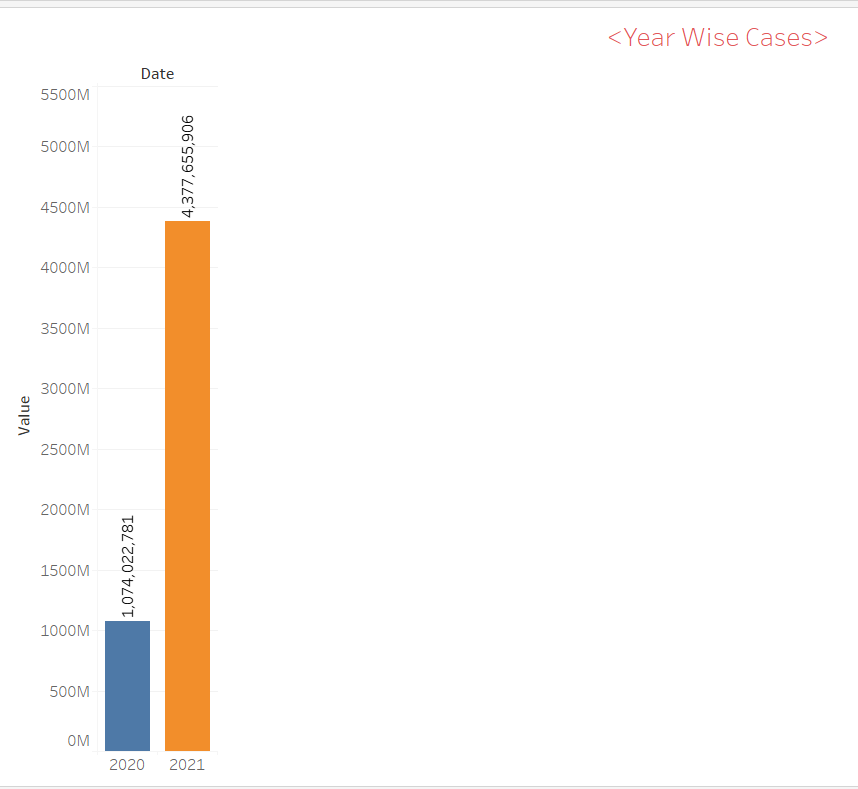 <Year Wise Cases>
Date
5500M
5000M
4500M
4000M
3500M
3000M
2500M
2000M
1500M
1000M
500M
0M
Value
1,074,022,781
4,377,655,906
2020 2021